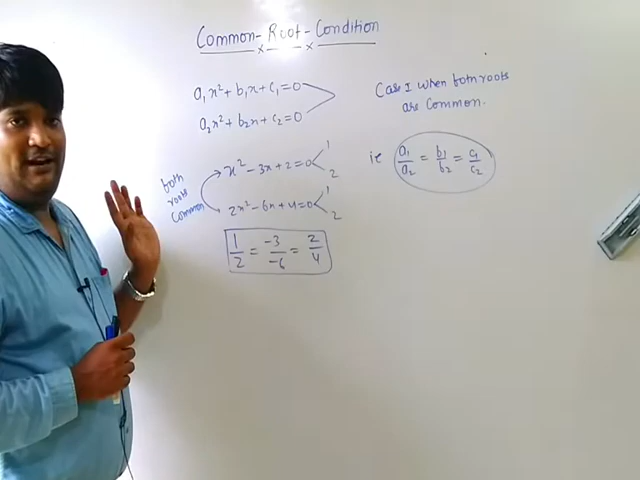 Common-Root-Condition
a₁x² + b₁x + c₁ = 0
a₂x² + b₂x + c₂ = 0
Case I when both roots
are Common.
ie a₁/a₂ = b₁/b₂ = c₁/c₂
both
roots
Common
x² - 3x + 2 = 0 1
2
2x² - 6x + 4 = 0 1
2
1/2 = -3/-6 = 2/4